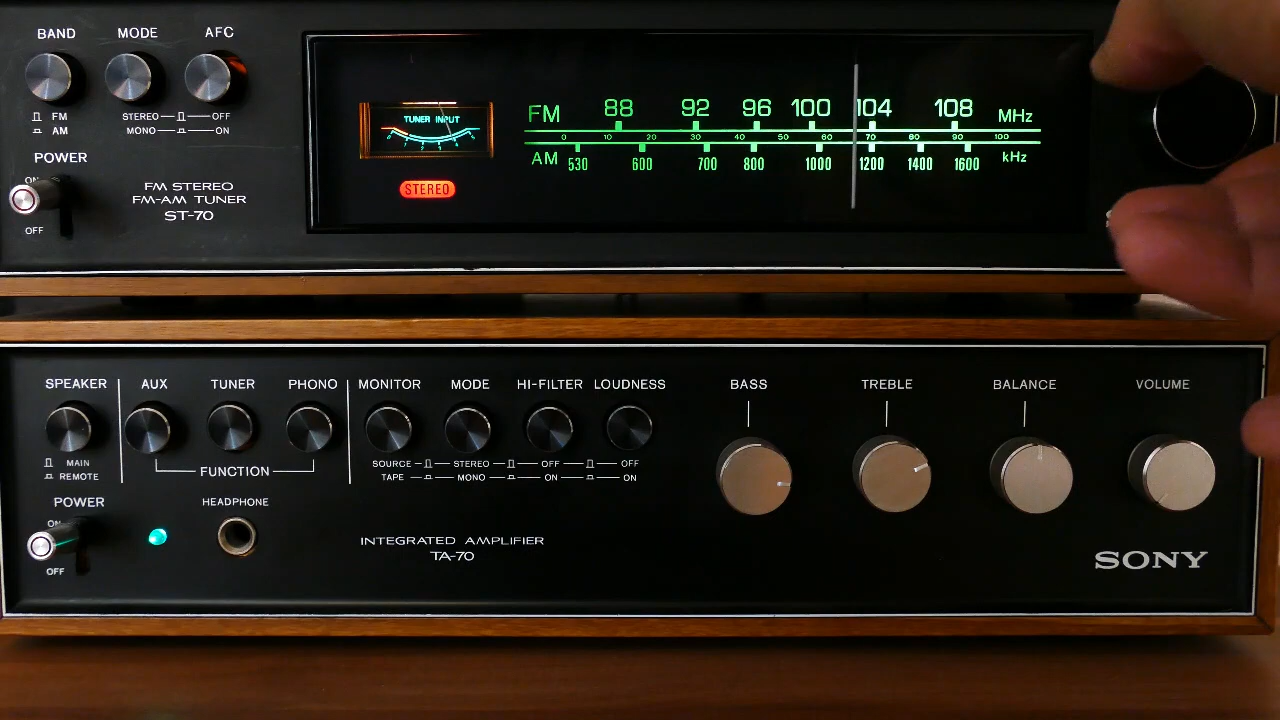 BAND MODE AFC
FM STEREO OFF
AM MONO ON
POWER
ON
OFF
FM STEREO
FM-AM TUNER
ST-70
TUNER INPUT
STEREO
FM 88 92 96 100 104 108 MHz
0 10 20 30 40 50 60 70 80 90 100
AM 530 600 700 800 1000 1200 1400 1600 kHz
SPEAKER AUX TUNER PHONO MONITOR MODE HI-FILTER LOUDNESS BASS TREBLE BALANCE VOLUME
MAIN
REMOTE
FUNCTION
SOURCE STEREO OFF OFF
TAPE MONO ON ON
POWER
ON
OFF
HEADPHONE
INTEGRATED AMPLIFIER
TA-70
SONY